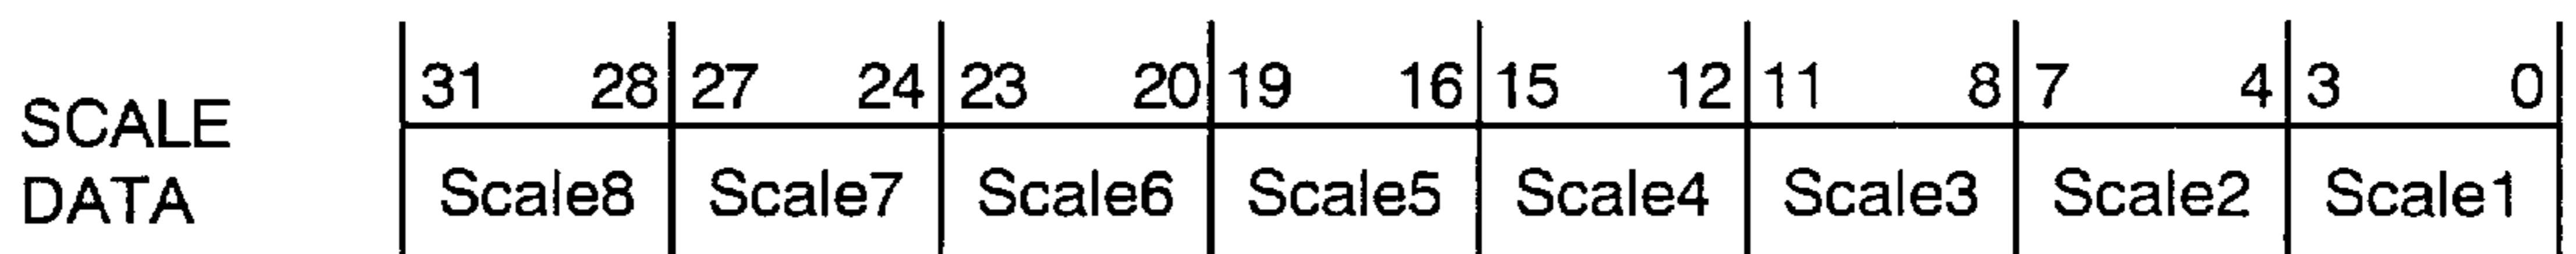 31 28 27 24 23 20 19 16 15 12 11 8 7 4 3 0
SCALE
DATA
Scale8 Scale7 Scale6 Scale5 Scale4 Scale3 Scale2 Scale1